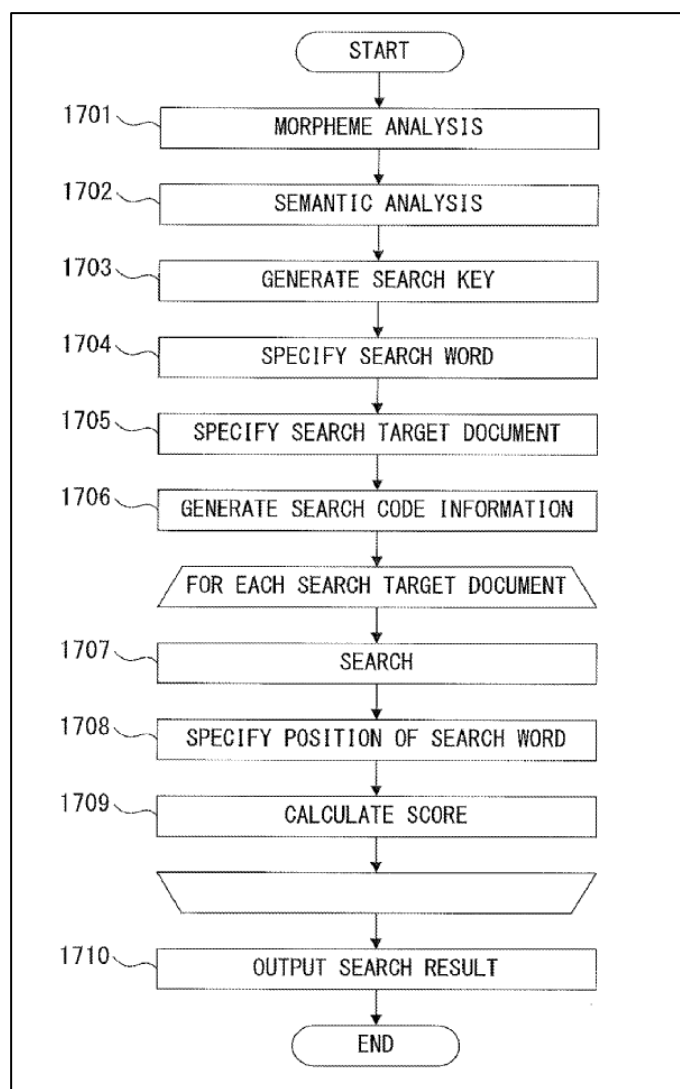 START
1701
MORPHEME ANALYSIS
1702
SEMANTIC ANALYSIS
1703
GENERATE SEARCH KEY
1704
SPECIFY SEARCH WORD
1705
SPECIFY SEARCH TARGET DOCUMENT
1706
GENERATE SEARCH CODE INFORMATION
FOR EACH SEARCH TARGET DOCUMENT
1707
SEARCH
1708
SPECIFY POSITION OF SEARCH WORD
1709
CALCULATE SCORE
1710
OUTPUT SEARCH RESULT
END